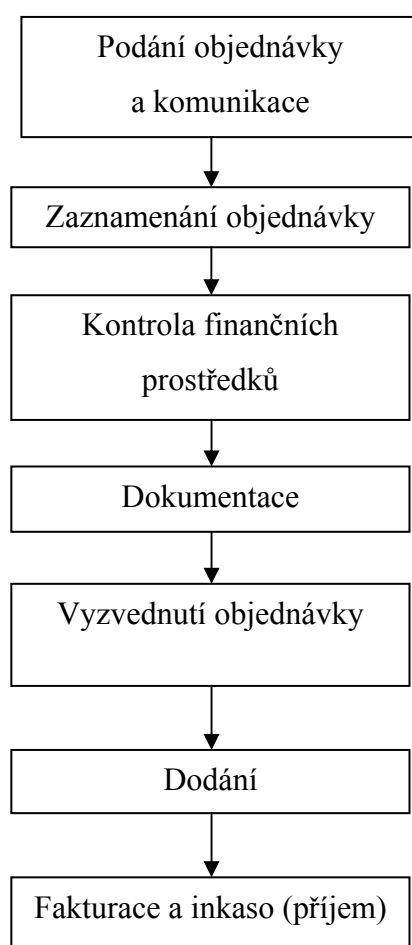 Podání objednávky
a komunikace
Zaznamenání objednávky
Kontrola finančních
prostředků
Dokumentace
Vyzvednutí objednávky
Dodání
Fakturace a inkaso (příjem)